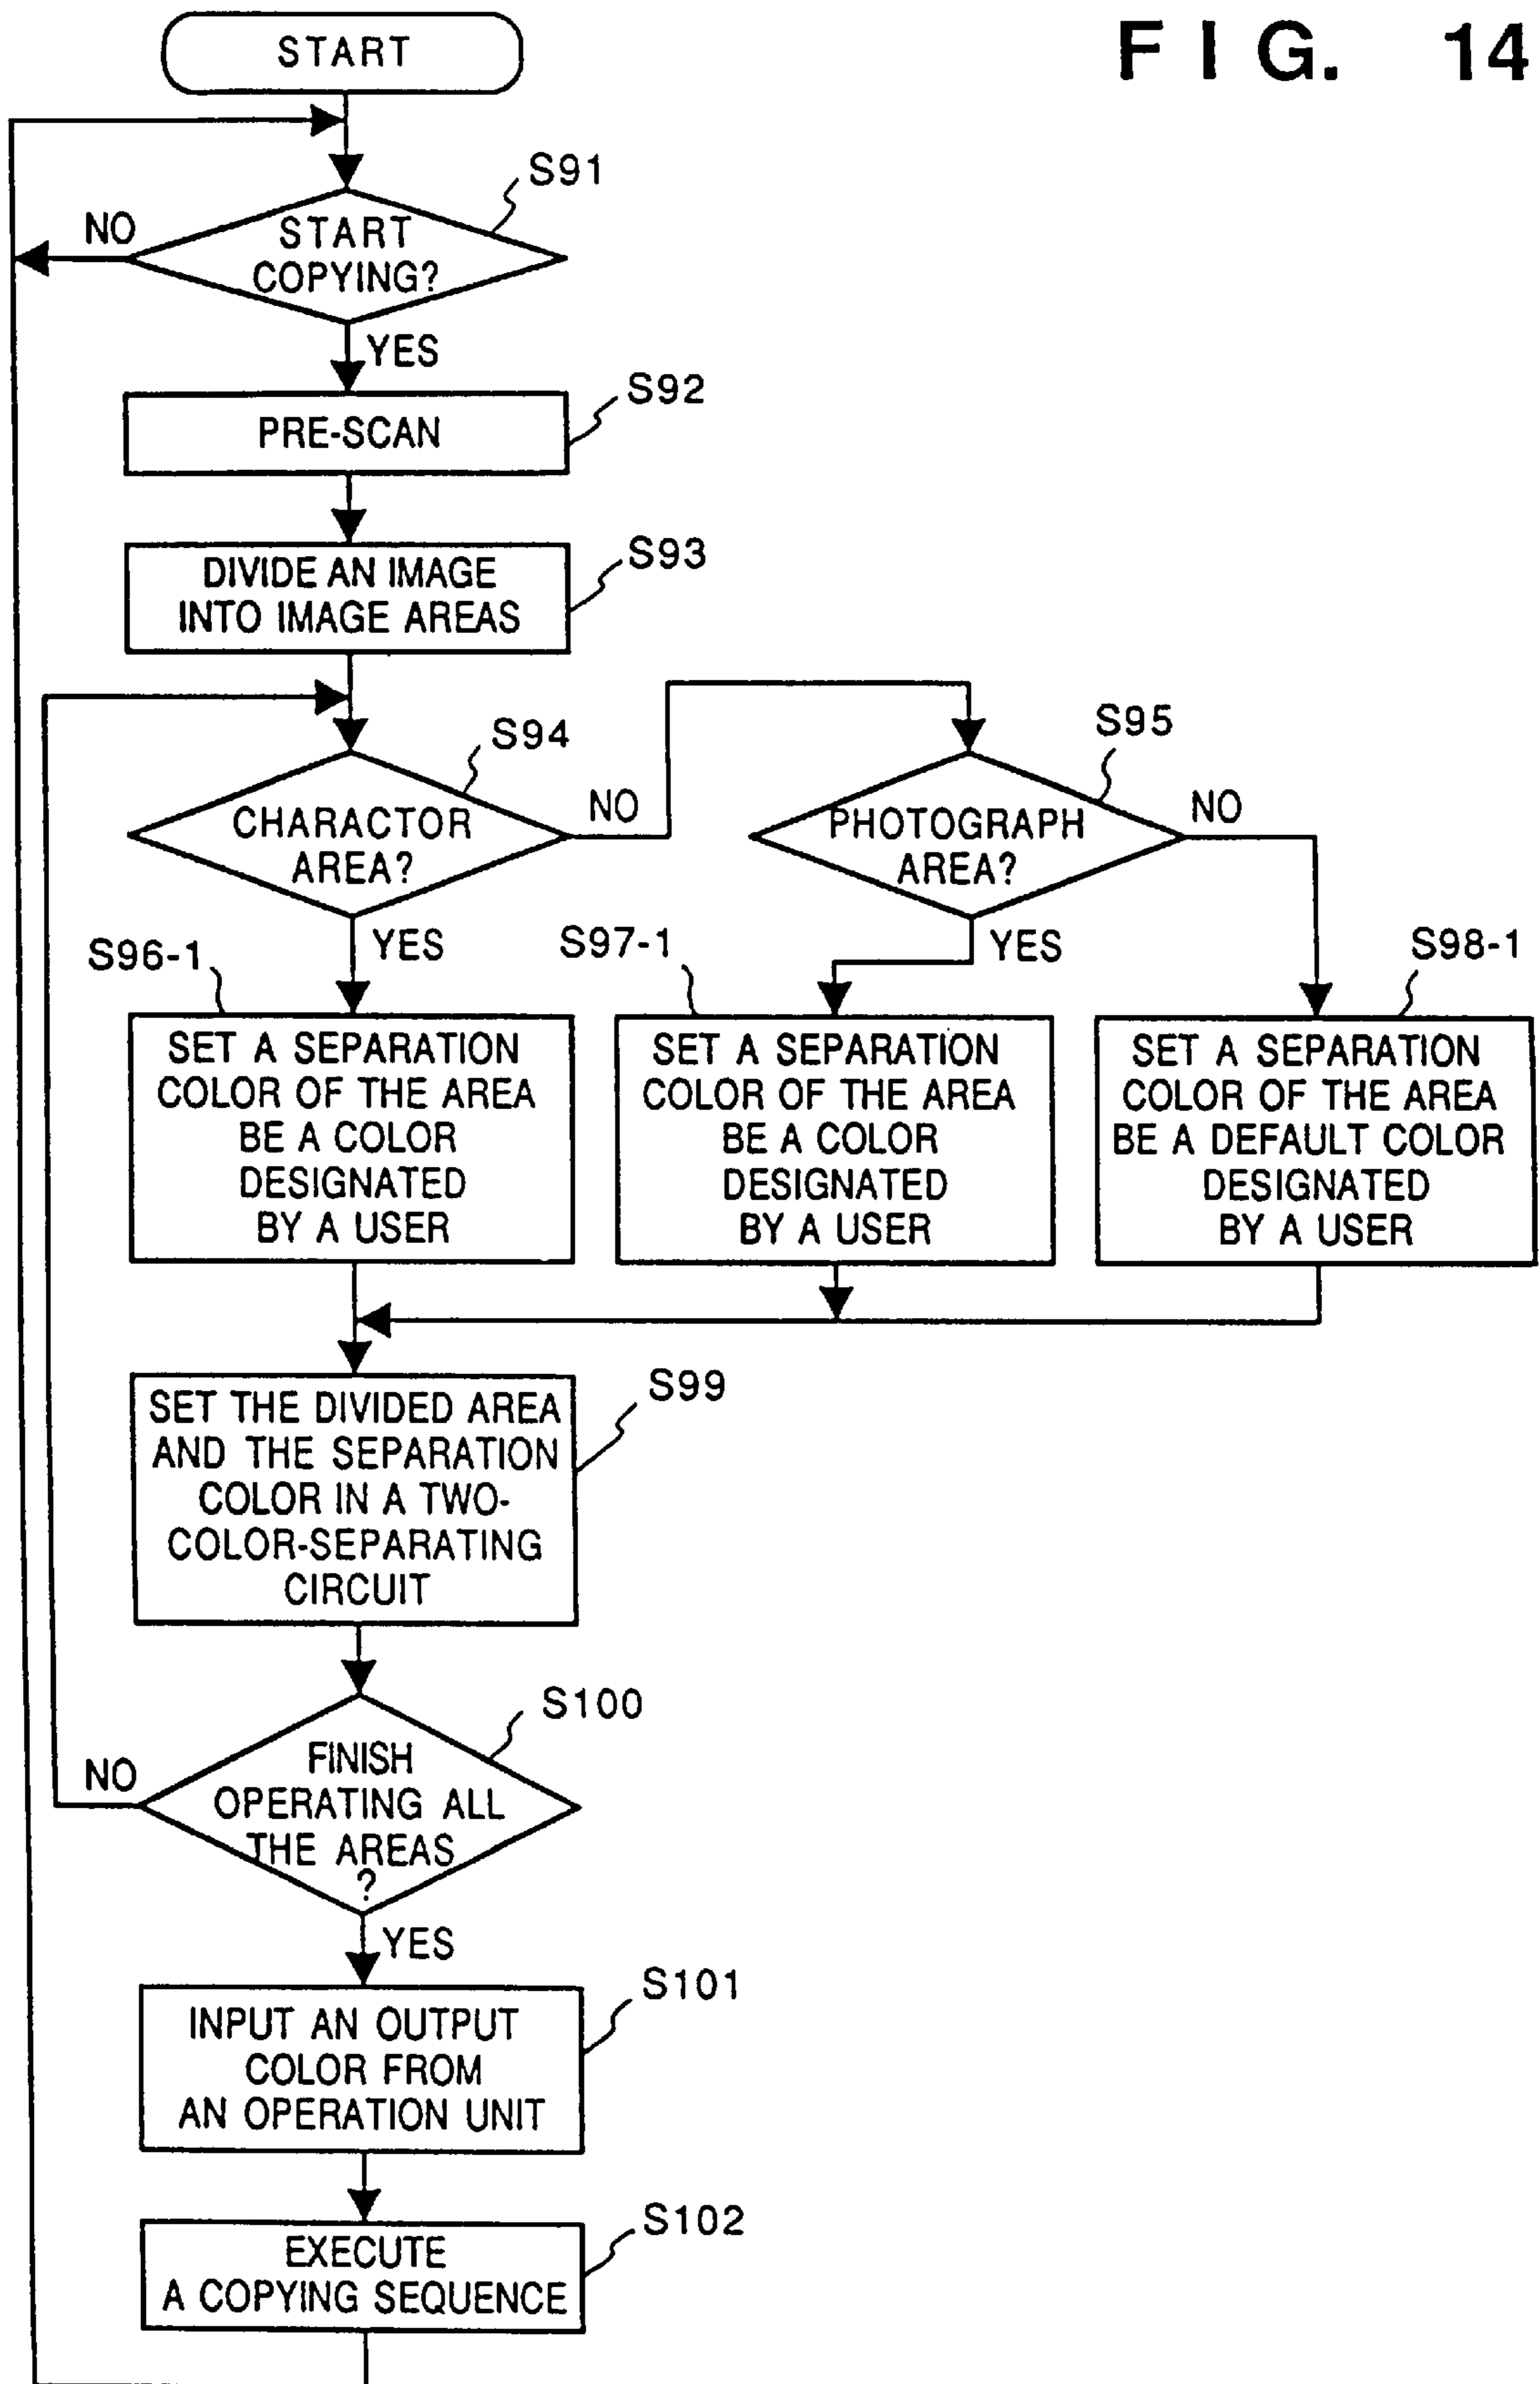 FIG. 14
START
S91
NO
START
COPYING?
YES
S92
PRE-SCAN
S93
DIVIDE AN IMAGE
INTO IMAGE AREAS
S94
S95
CHARACTOR
AREA?
NO
PHOTOGRAPH
AREA?
NO
YES
YES
S96-1
S97-1
S98-1
SET A SEPARATION
COLOR OF THE AREA
BE A COLOR
DESIGNATED
BY A USER
SET A SEPARATION
COLOR OF THE AREA
BE A COLOR
DESIGNATED
BY A USER
SET A SEPARATION
COLOR OF THE AREA
BE A DEFAULT COLOR
DESIGNATED
BY A USER
S99
SET THE DIVIDED AREA
AND THE SEPARATION
COLOR IN A TWO-
COLOR-SEPARATING
CIRCUIT
S100
NO
FINISH
OPERATING ALL
THE AREAS
?
YES
S101
INPUT AN OUTPUT
COLOR FROM
AN OPERATION UNIT
S102
EXECUTE
A COPYING SEQUENCE